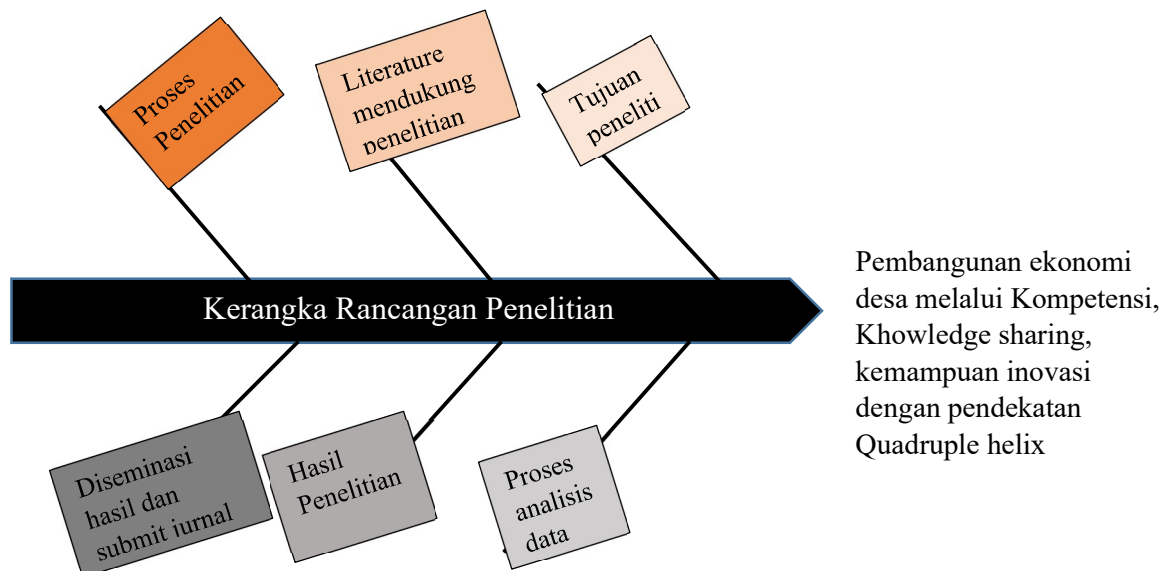 Proses
Penelitian
Literature
mendukung
penelitian
Tujuan
peneliti
Kerangka Rancangan Penelitian
Pembangunan ekonomi
desa melalui Kompetensi,
Khowledge sharing,
kemampuan inovasi
dengan pendekatan
Quadruple helix
Diseminasi
hasil dan
submit jurnal
Hasil
Penelitian
Proses
analisis
data